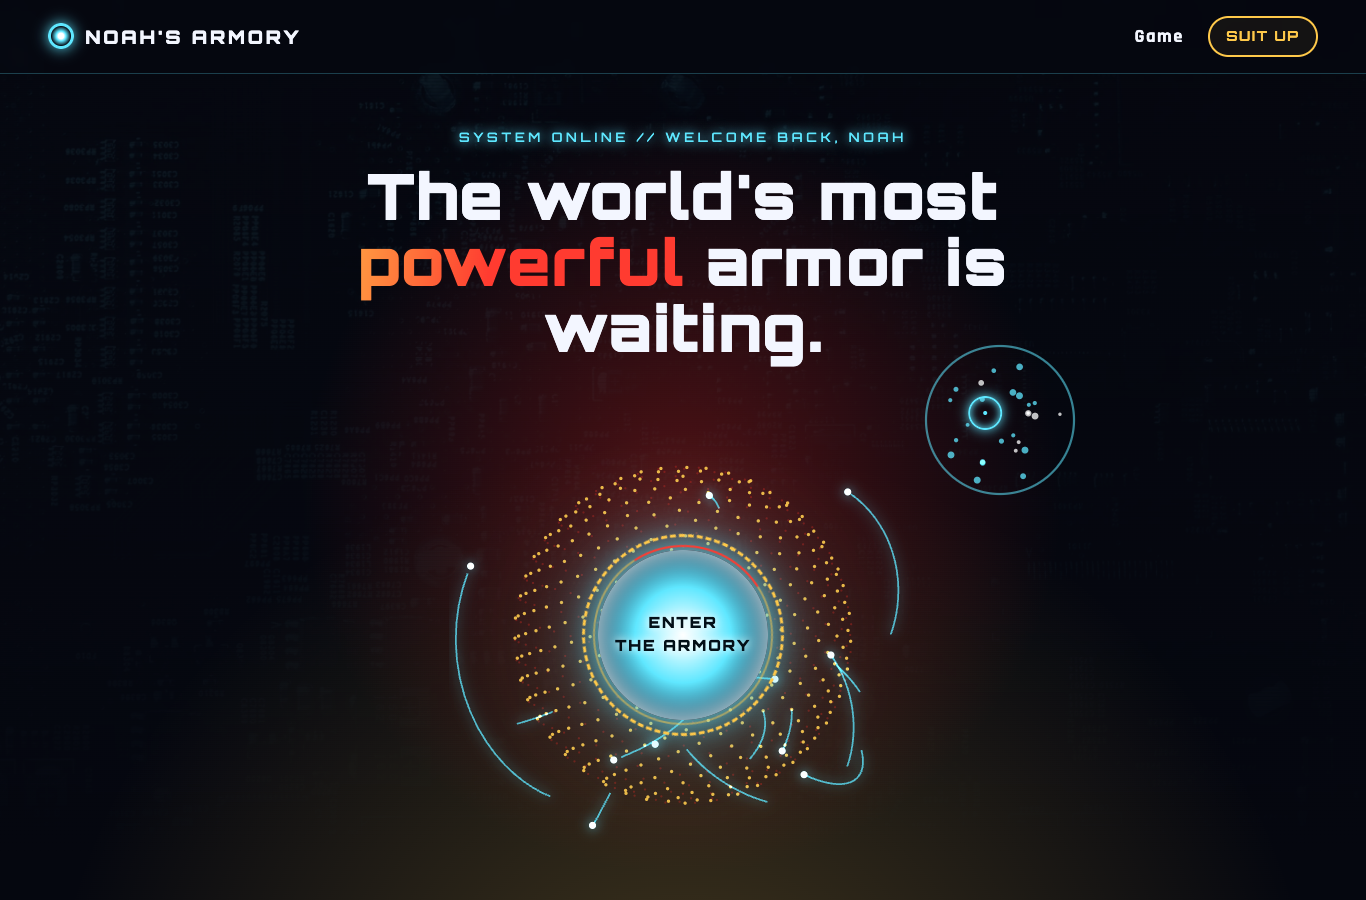 NOAH'S ARMORY
Game
SUIT UP
SYSTEM ONLINE // WELCOME BACK, NOAH
The world's most
powerful armor is
waiting.
ENTER
THE ARMORY